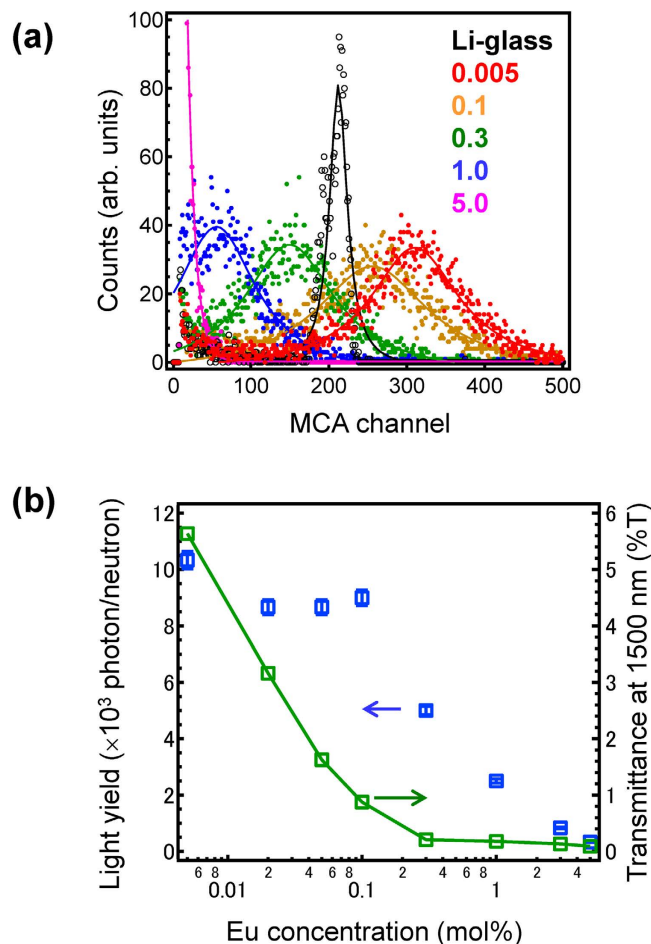 (a)
100
80
60
40
20
0
Counts (arb. units)
Li-glass
0.005
0.1
0.3
1.0
5.0
0 100 200 300 400 500
MCA channel
(b)
12
10
8
6
4
2
0
Light yield (×10³ photon/neutron)
6
5
4
3
2
1
0
Transmittance at 1500 nm (%T)
6 8 2 4 6 8 2 4 6 8 2 4
0.01 0.1 1
Eu concentration (mol%)